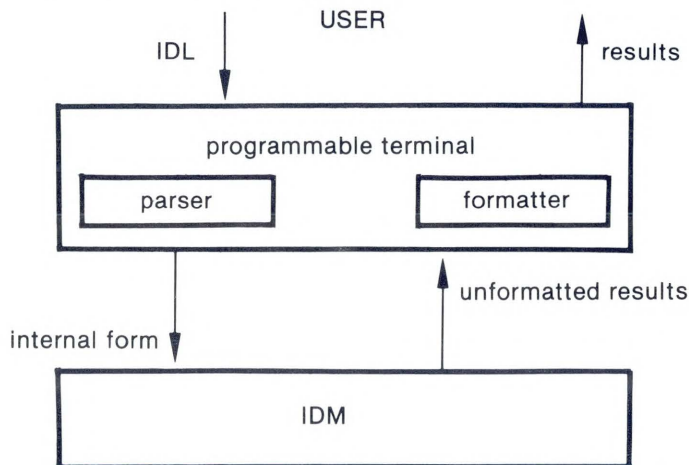 USER
IDL
results
programmable terminal
parser
formatter
unformatted results
internal form
IDM